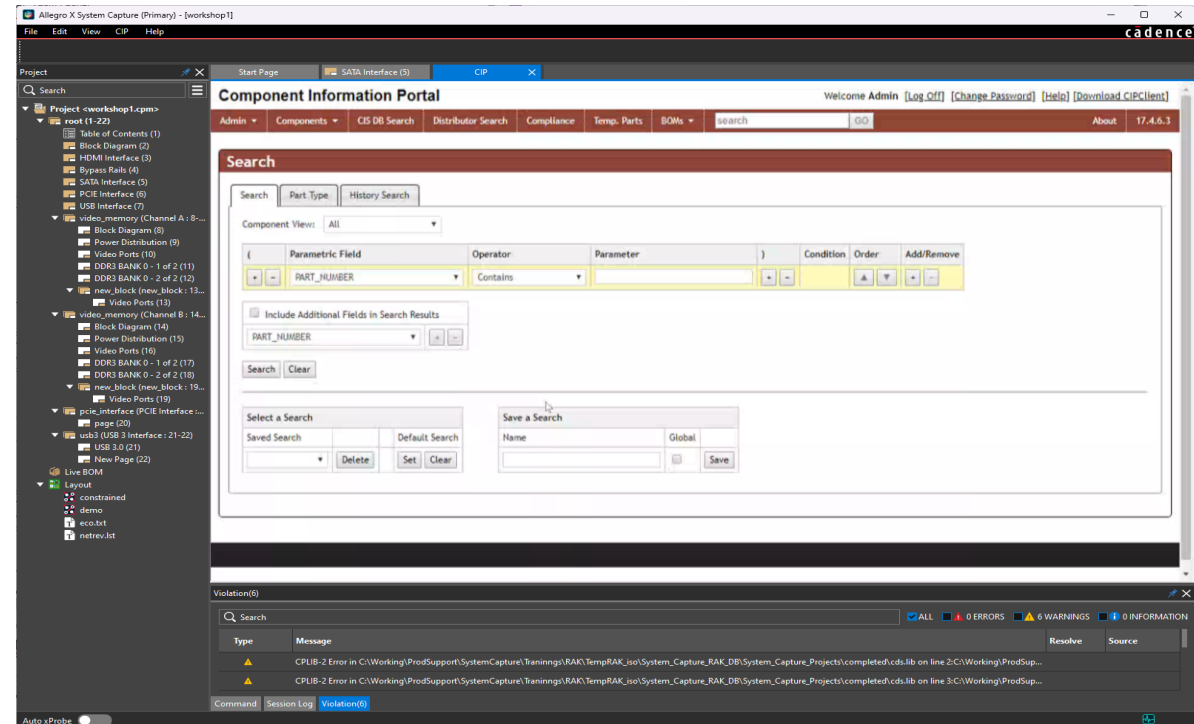 Allegro X System Capture (Primary) - [workshop1]
File Edit View CIP Help
cādence
Project
Start Page
SATA Interface (5)
CIP
Search
Project <workshop1.cpm>
root (1-22)
Table of Contents (1)
Block Diagram (2)
HDMI Interface (3)
Bypass Rails (4)
SATA Interface (5)
PCIE Interface (6)
USB Interface (7)
video_memory (Channel A : 8-...
Block Diagram (8)
Power Distribution (9)
Video Ports (10)
DDR3 BANK 0 - 1 of 2 (11)
DDR3 BANK 0 - 2 of 2 (12)
new_block (new_block : 13...
Video Ports (13)
video_memory (Channel B : 14...
Block Diagram (14)
Power Distribution (15)
Video Ports (16)
DDR3 BANK 0 - 1 of 2 (17)
DDR3 BANK 0 - 2 of 2 (18)
new_block (new_block : 19...
Video Ports (19)
pcie_interface (PCIE Interface :...
page (20)
usb3 (USB 3 Interface : 21-22)
USB 3.0 (21)
New Page (22)
Live BOM
Layout
constrained
demo
eco.txt
netrev.lst
Component Information Portal
Welcome Admin [Log Off] [Change Password] [Help] [Download CIPClient]
Admin Components CIS DB Search Distributor Search Compliance Temp. Parts BOMs search GO About 17.4.6.3
Search
Search Part Type History Search
Component View: All
( Parametric Field Operator Parameter ) Condition Order Add/Remove
+ - PART_NUMBER Contains + - + -
Include Additional Fields in Search Results
PART_NUMBER + -
Search Clear
Select a Search
Saved Search Default Search
Delete Set Clear
Save a Search
Name Global
Save
Violation(6)
Search
ALL 0 ERRORS 6 WARNINGS 0 INFORMATION
Type Message Resolve Source
CPLIB-2 Error in C:\Working\ProdSupport\SystemCapture\Traninngs\RAK\TempRAK_iso\System_Capture_RAK_DB\System_Capture_Projects\completed\cds.lib on line 2:C:\Working\ProdSup...
CPLIB-2 Error in C:\Working\ProdSupport\SystemCapture\Traninngs\RAK\TempRAK_iso\System_Capture_RAK_DB\System_Capture_Projects\completed\cds.lib on line 3:C:\Working\ProdSup...
Command Session Log Violation(6)
Auto xProbe